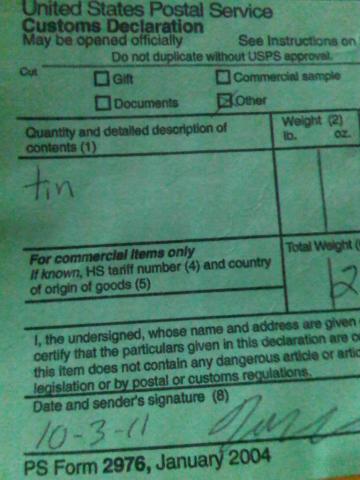 United States Postal Service
Customs Declaration
May be opened officially See Instructions on
Do not duplicate without USPS approval.
Cut
Gift Commercial sample
Documents Other
Quantity and detailed description of contents (1) Weight (2)
lb. oz.
tin
For commercial items only Total Weight
If known, HS tariff number (4) and country
of origin of goods (5)
2
I, the undersigned, whose name and address are given
certify that the particulars given in this declaration are
this item does not contain any dangerous article or
legislation or by postal or customs regulations.
Date and sender's signature (8)
10-3-11
PS Form 2976, January 2004